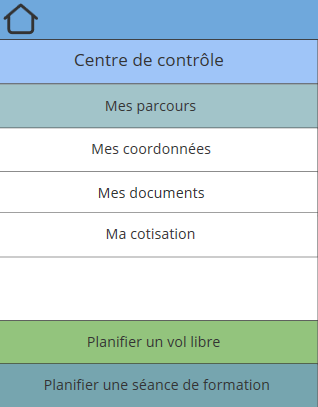 Centre de contrôle
Mes parcours
Mes coordonnées
Mes documents
Ma cotisation
Planifier un vol libre
Planifier une séance de formation